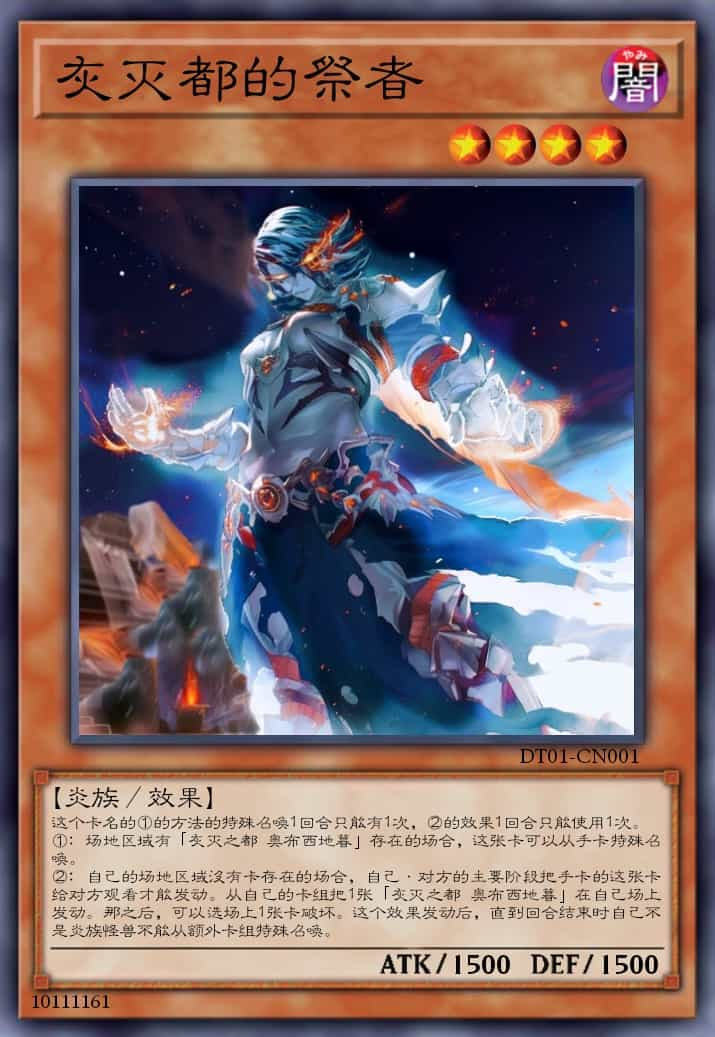 灰灭都的祭者
やみ
闇
DT01-CN001
【炎族／效果】
这个卡名的①的方法的特殊召唤1回合只能有1次，②的效果1回合只能使用1次。
①：场地区域有「灰灭之都 奥布西地暮」存在的场合，这张卡可以从手卡特殊召
唤。
②：自己的场地区域没有卡存在的场合，自己·对方的主要阶段把手卡的这张卡
给对方观看才能发动。从自己的卡组把1张「灰灭之都 奥布西地暮」在自己场上
发动。那之后，可以选场上1张卡破坏。这个效果发动后，直到回合结束时自己不
是炎族怪兽不能从额外卡组特殊召唤。
ATK/1500 DEF/1500
10111161